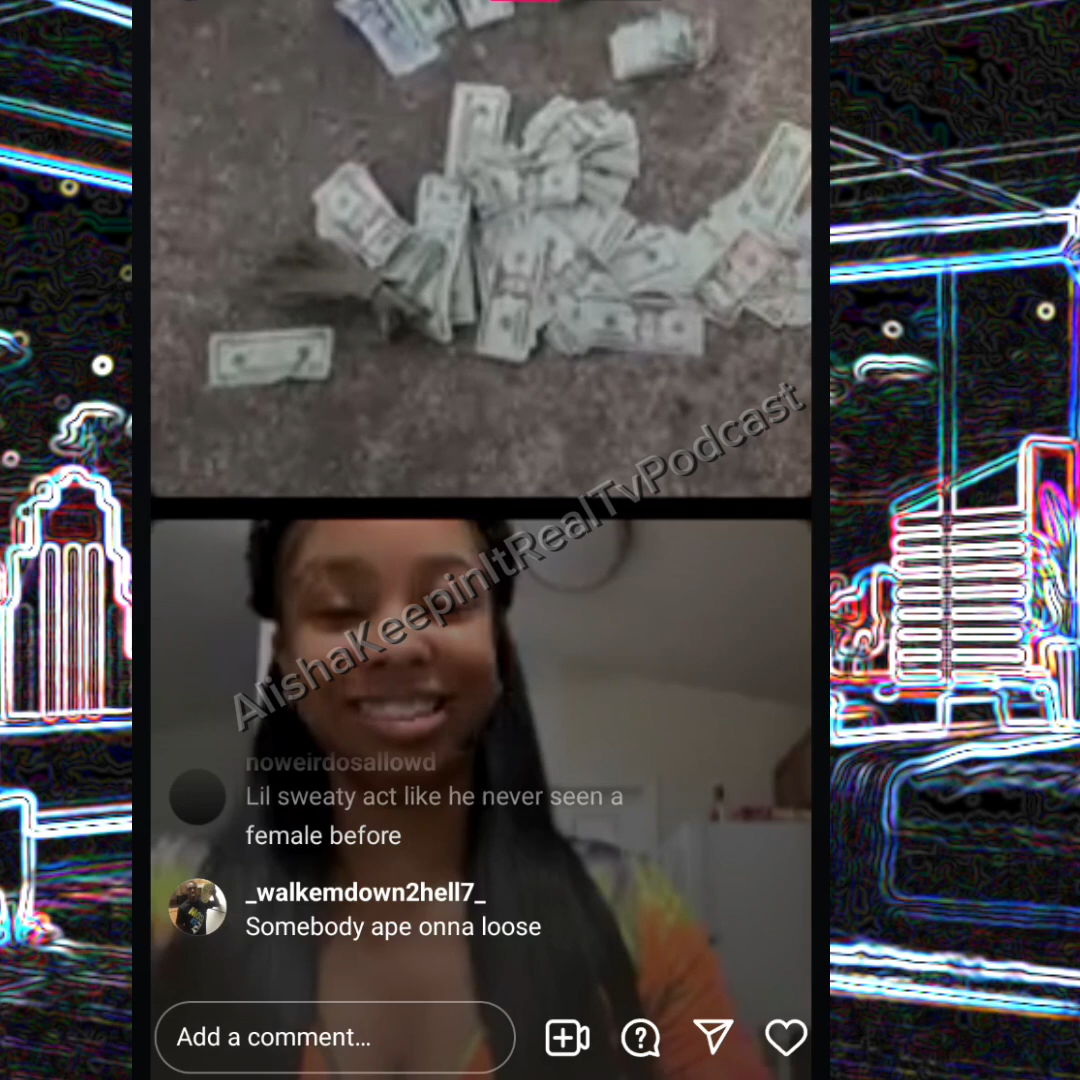 AlishaKeepinItRealTvPodcast
noweirdosallowd
Lil sweaty act like he never seen a
female before
_walkemdown2hell7_
Somebody ape onna loose
Add a comment...